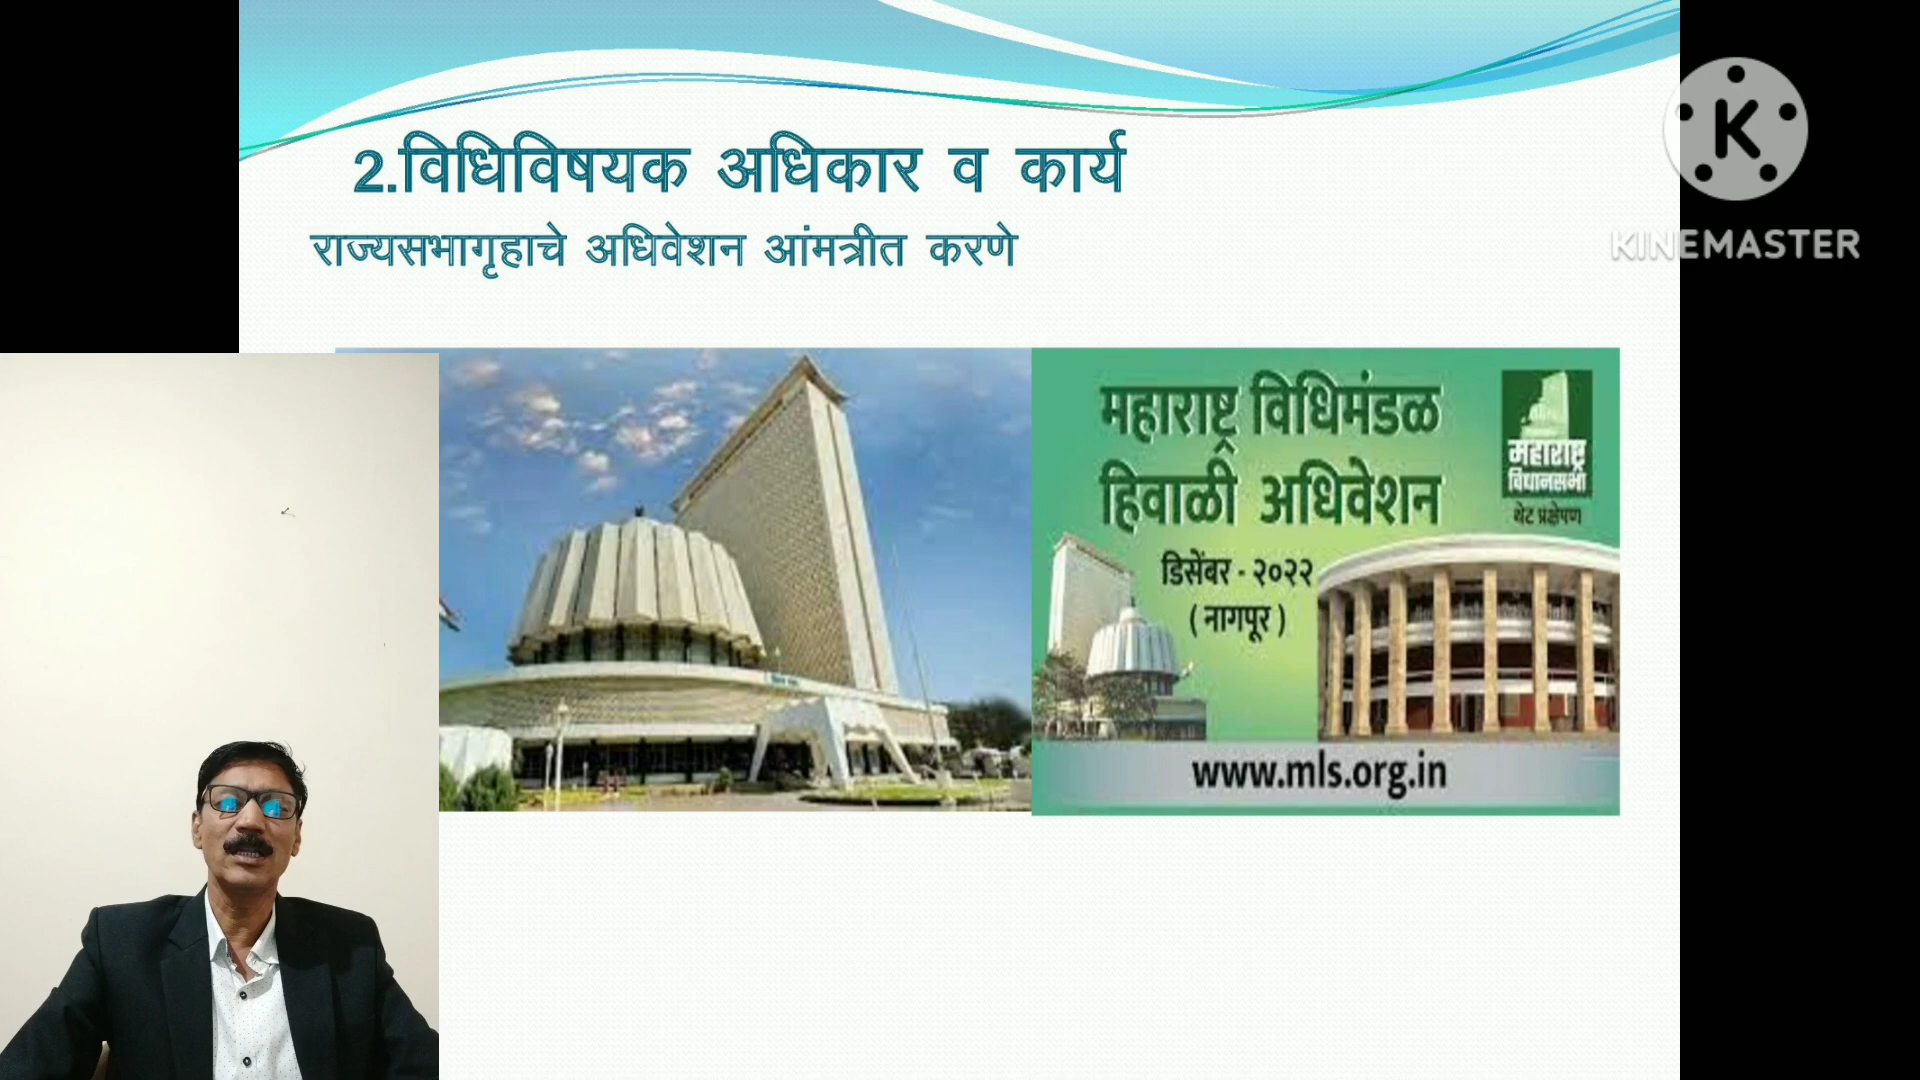 2.विधिविषयक अधिकार व कार्य
राज्यसभागृहाचे अधिवेशन आंमत्रीत करणे
K
KINEMASTER
महाराष्ट्र विधिमंडळ
हिवाळी अधिवेशन
डिसेंबर - २०२२
( नागपूर )
महाराष्ट्र
विधानसभा
थेट प्रक्षेपण
www.mls.org.in